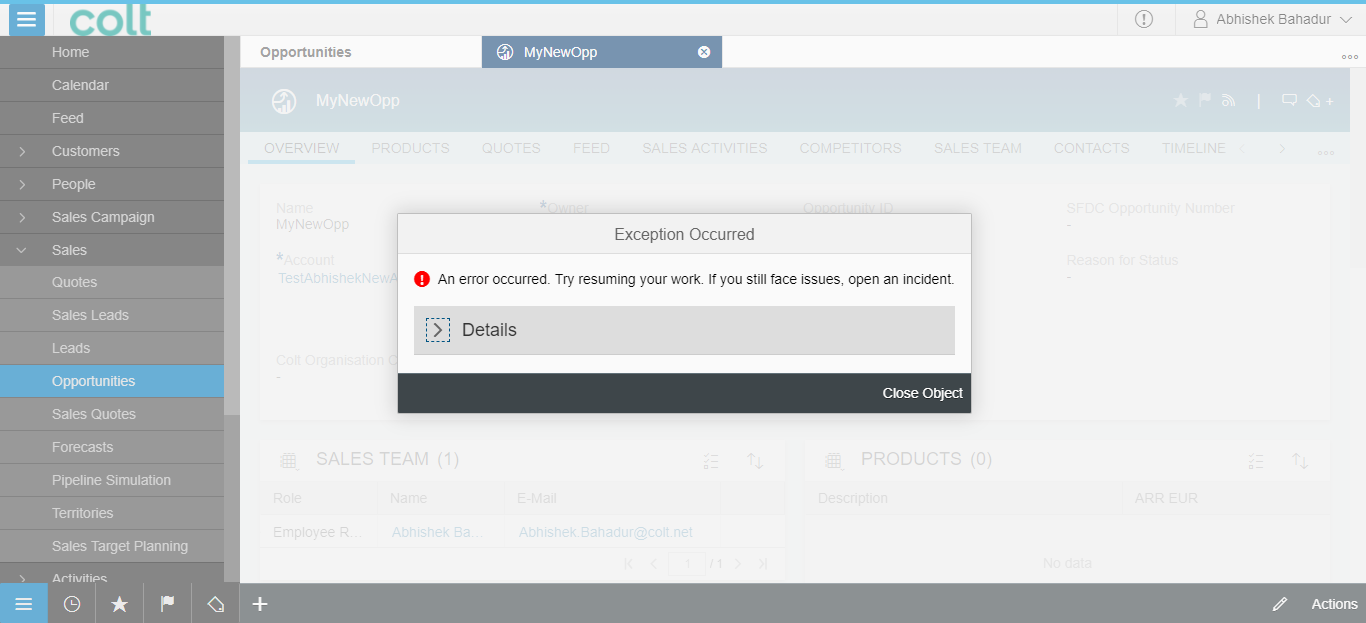 colt
Abhishek Bahadur
Home
Calendar
Feed
Customers
People
Sales Campaign
Sales
Quotes
Sales Leads
Leads
Opportunities
Sales Quotes
Forecasts
Pipeline Simulation
Territories
Sales Target Planning
Activities
Opportunities
MyNewOpp
MyNewOpp
OVERVIEW PRODUCTS QUOTES FEED SALES ACTIVITIES COMPETITORS SALES TEAM CONTACTS TIMELINE
Name *Owner Opportunity ID SFDC Opportunity Number
MyNewOpp -
*Account Reason for Status
TestAbhishekNewA -
Colt Organisation C
-
Exception Occurred
An error occurred. Try resuming your work. If you still face issues, open an incident.
Details
Close Object
SALES TEAM (1)
Role Name E-Mail
Employee R... Abhishek Ba... Abhishek.Bahadur@colt.net
1 / 1
PRODUCTS (0)
Description ARR EUR
No data
Actions